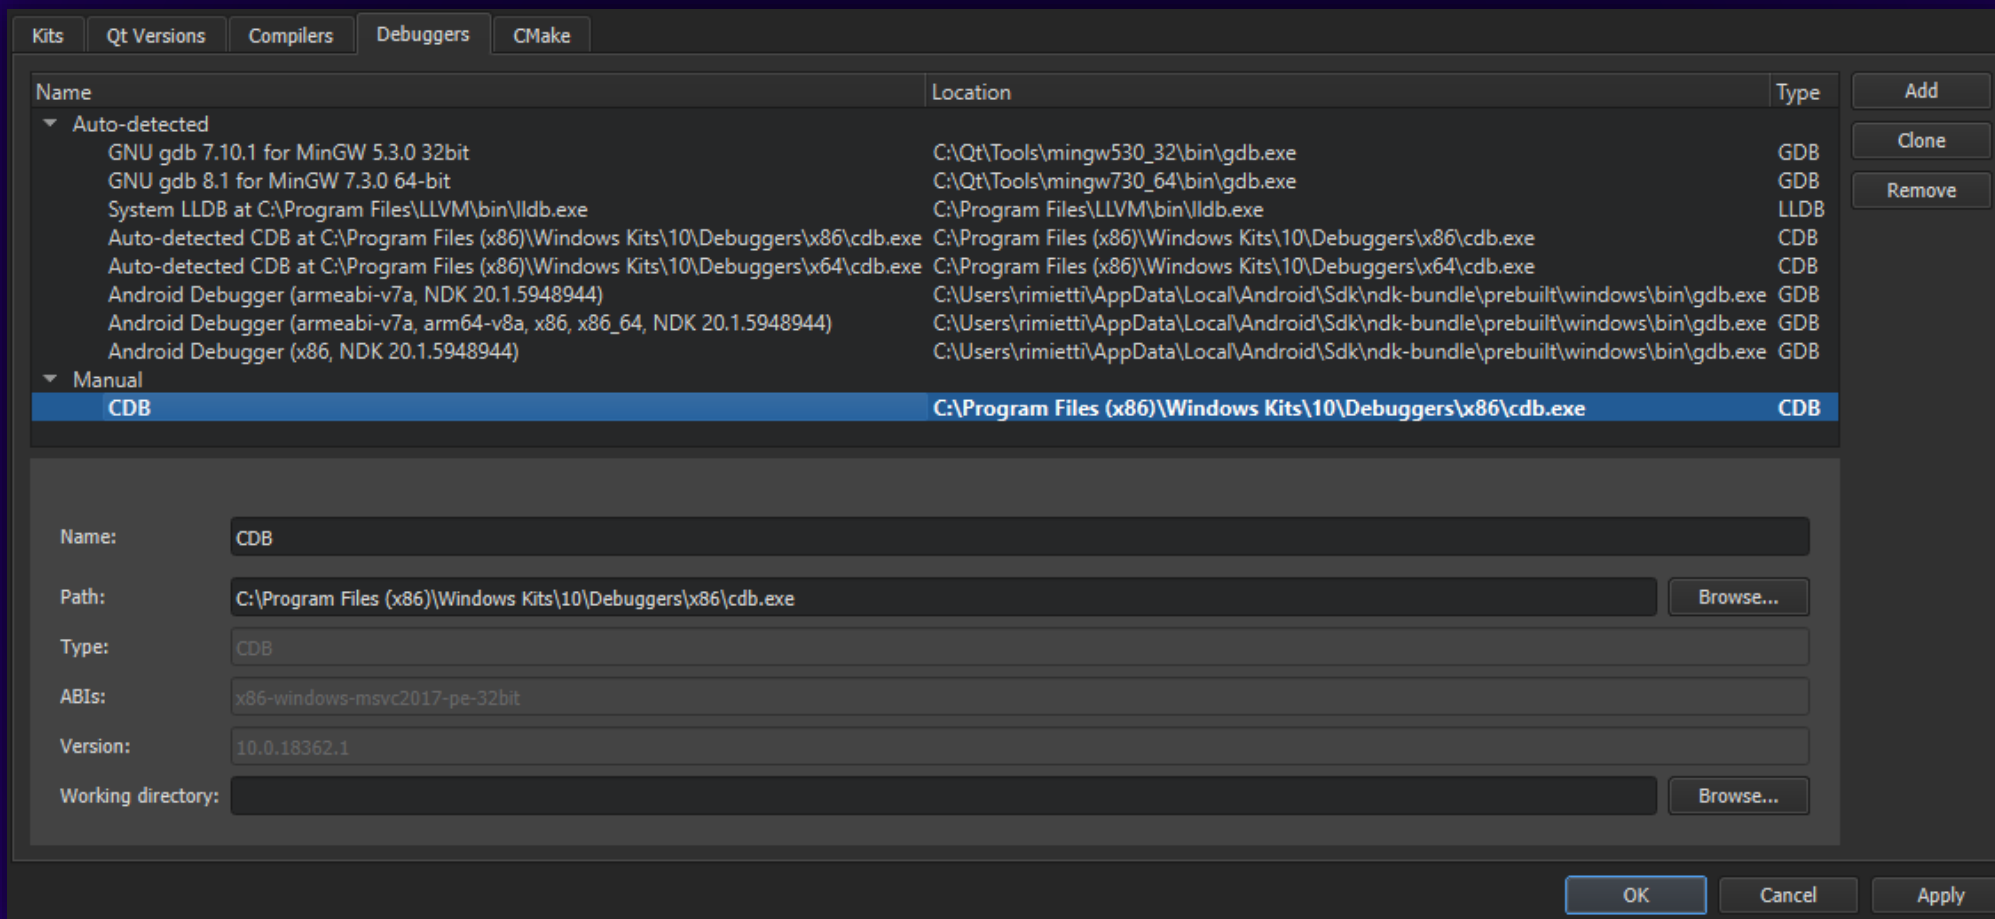 Kits Qt Versions Compilers Debuggers CMake
Name Location Type
Add
Auto-detected
Clone
GNU gdb 7.10.1 for MinGW 5.3.0 32bit C:\Qt\Tools\mingw530_32\bin\gdb.exe GDB
GNU gdb 8.1 for MinGW 7.3.0 64-bit C:\Qt\Tools\mingw730_64\bin\gdb.exe GDB
Remove
System LLDB at C:\Program Files\LLVM\bin\lldb.exe C:\Program Files\LLVM\bin\lldb.exe LLDB
Auto-detected CDB at C:\Program Files (x86)\Windows Kits\10\Debuggers\x86\cdb.exe C:\Program Files (x86)\Windows Kits\10\Debuggers\x86\cdb.exe CDB
Auto-detected CDB at C:\Program Files (x86)\Windows Kits\10\Debuggers\x64\cdb.exe C:\Program Files (x86)\Windows Kits\10\Debuggers\x64\cdb.exe CDB
Android Debugger (armeabi-v7a, NDK 20.1.5948944) C:\Users\rimietti\AppData\Local\Android\Sdk\ndk-bundle\prebuilt\windows\bin\gdb.exe GDB
Android Debugger (armeabi-v7a, arm64-v8a, x86, x86_64, NDK 20.1.5948944) C:\Users\rimietti\AppData\Local\Android\Sdk\ndk-bundle\prebuilt\windows\bin\gdb.exe GDB
Android Debugger (x86, NDK 20.1.5948944) C:\Users\rimietti\AppData\Local\Android\Sdk\ndk-bundle\prebuilt\windows\bin\gdb.exe GDB
Manual
CDB C:\Program Files (x86)\Windows Kits\10\Debuggers\x86\cdb.exe CDB
Name: CDB
Path: C:\Program Files (x86)\Windows Kits\10\Debuggers\x86\cdb.exe Browse...
Type: CDB
ABIs: x86-windows-msvc2017-pe-32bit
Version: 10.0.18362.1
Working directory: Browse...
OK Cancel Apply